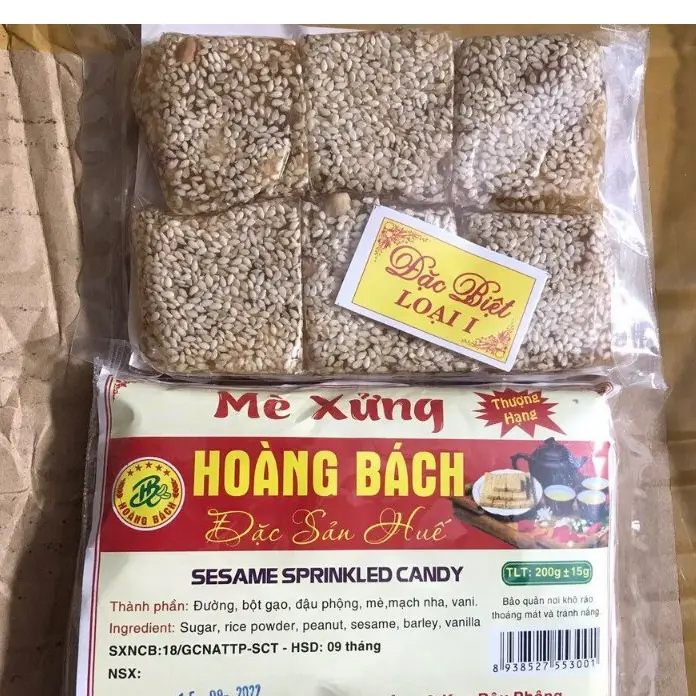 Đặc Biệt
LOẠI I
Mè Xửng
Thượng
Hạng
HOÀNG BÁCH
HOÀNG BÁCH
Đặc Sản Huế
SESAME SPRINKLED CANDY
TLT: 200g ± 15g
Thành phần: Đường, bột gạo, đậu phộng, mè,mạch nha, vani.
Ingredient: Sugar, rice powder, peanut, sesame, barley, vanilla
Bảo quản nơi khô ráo
thoáng mát và tránh nắng.
SXNCB:18/GCNATTP-SCT - HSD: 09 tháng
NSX:
8 938527 553001